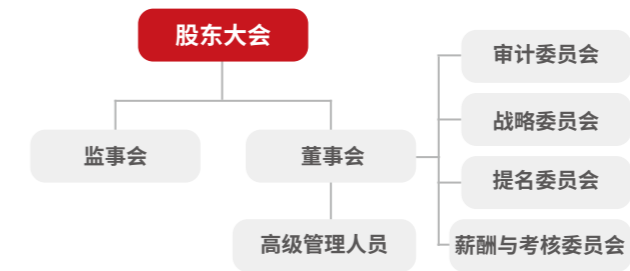 股东大会
监事会
董事会
高级管理人员
审计委员会
战略委员会
提名委员会
薪酬与考核委员会